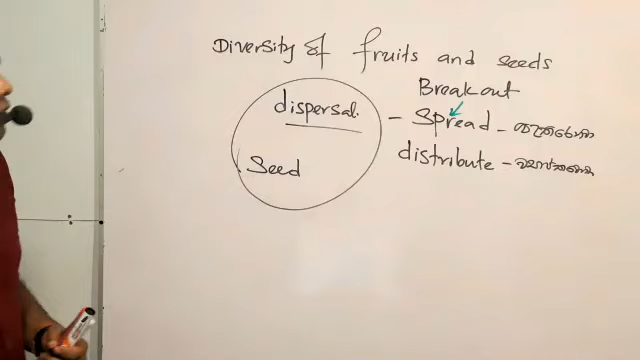 Diversity of fruits and seeds
Breakout
dispersal - Spread -
distribute -
Seed